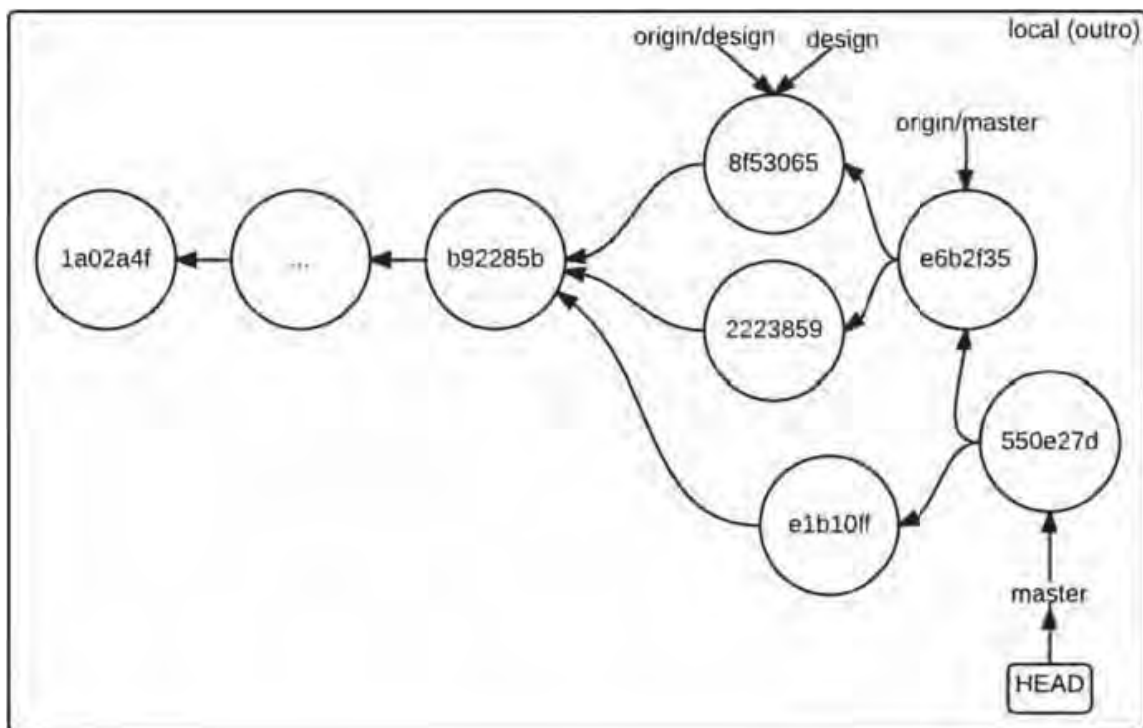 local (outro)
origin/design
design
origin/master
8f53065
1a02a4f
...
b92285b
e6b2f35
2223859
550e27d
e1b10ff
master
HEAD